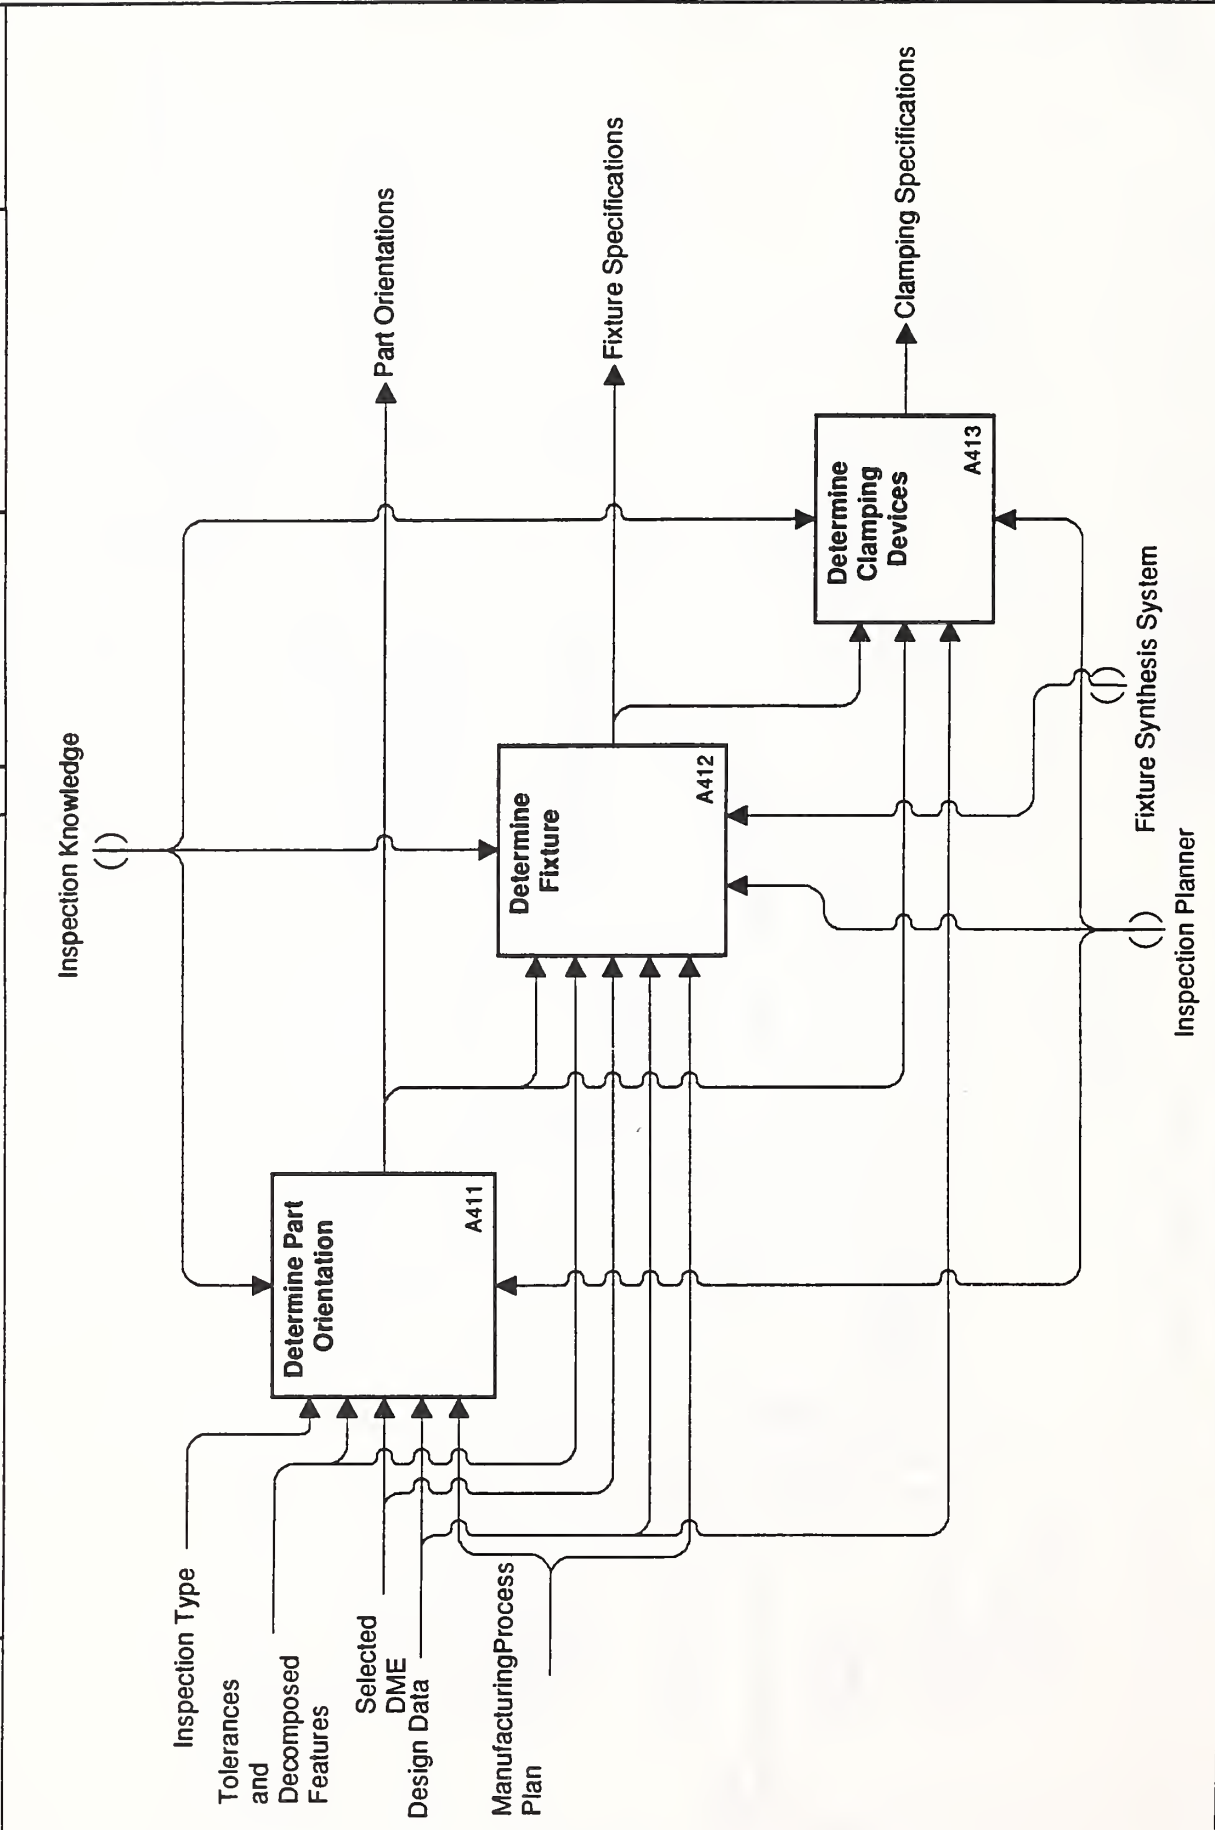 Inspection Knowledge
Inspection Type
Tolerances
and
Decomposed
Features
Selected
DME
Design Data
ManufacturingProcess
Plan
Determine Part
Orientation
A411
Determine
Fixture
A412
Determine
Clamping
Devices
A413
Part Orientations
Fixture Specifications
Clamping Specifications
Inspection Planner
Fixture Synthesis System